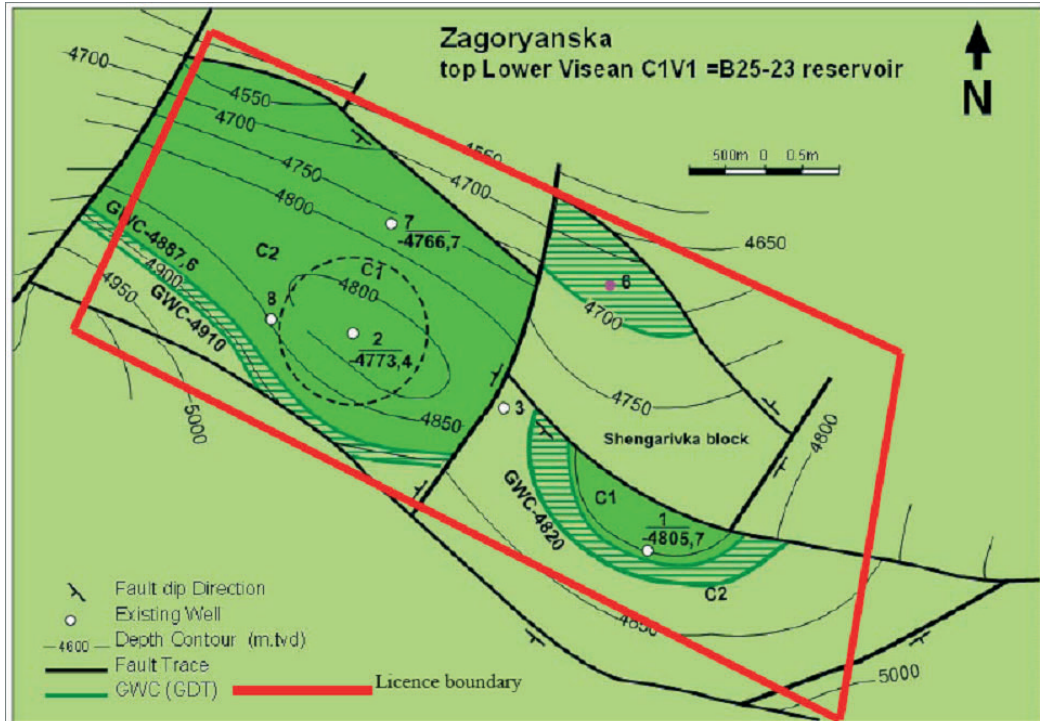 Zagoryanska
top Lower Visean C1V1 =B25-23 reservoir
N
500m 0 0.5m
4700
4550
4700
4750
4800
4550
4700
4650
7
-4766,7
C2
C1
4800
GWC-4887,6
4900
GWC-4910
4950
5000
8
2
-4773,4
4850
6
4700
4750
3
Shengarivka block
4800
C1
GWC-4820
1
-4805,7
C2
4850
5000
Fault dip Direction
Existing Well
4600 Depth Contour (m.tvd)
Fault Trace
GWC (GDT)
Licence boundary